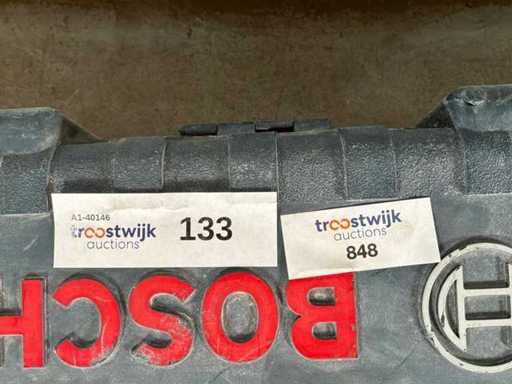 A1-40146
troostwijk
auctions
133
troostwijk
auctions
848
BOSCH